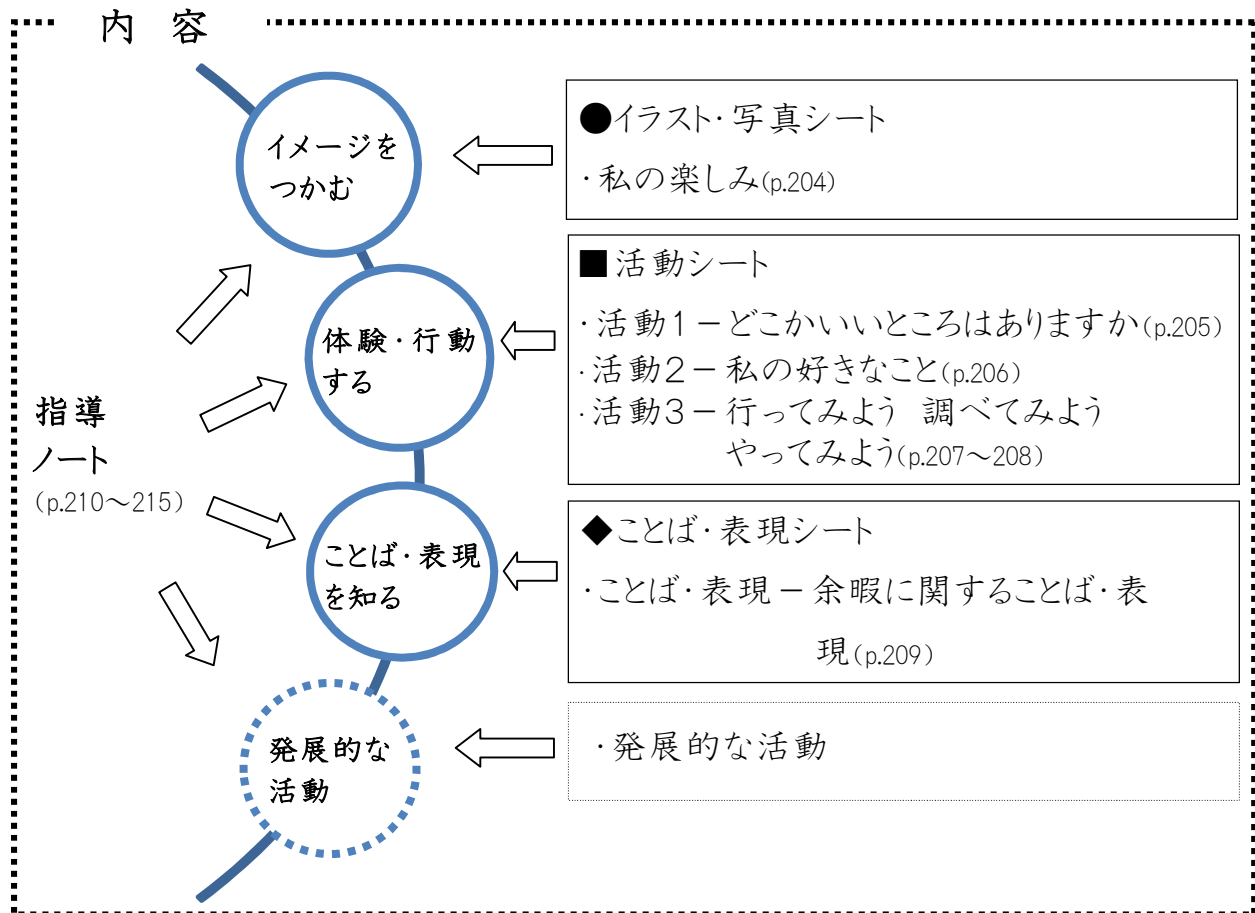 内 容
イメージを
つかむ
●イラスト・写真シート
・私の楽しみ(p.204)
体験・行動
する
■活動シート
・活動1－どこかいいところはありますか(p.205)
・活動2－私の好きなこと(p.206)
・活動3－行ってみよう 調べてみよう
やってみよう(p.207～208)
指導
ノート
(p.210～215)
ことば・表現
を知る
◆ことば・表現シート
・ことば・表現－余暇に関することば・表
現(p.209)
発展的な
活動
・発展的な活動